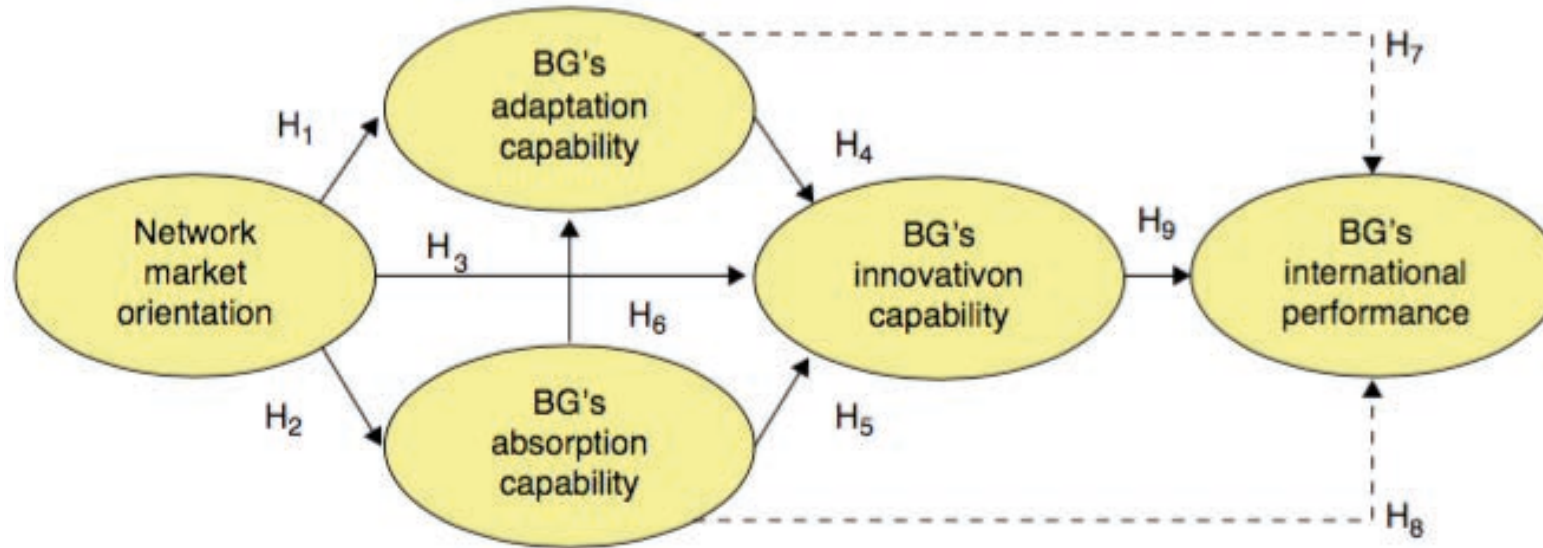 BG's
adaptation
capability
H7
H1
H4
Network
market
orientation
H3
H6
BG's
innovativon
capability
H9
BG's
international
performance
H2
BG's
absorption
capability
H5
H8